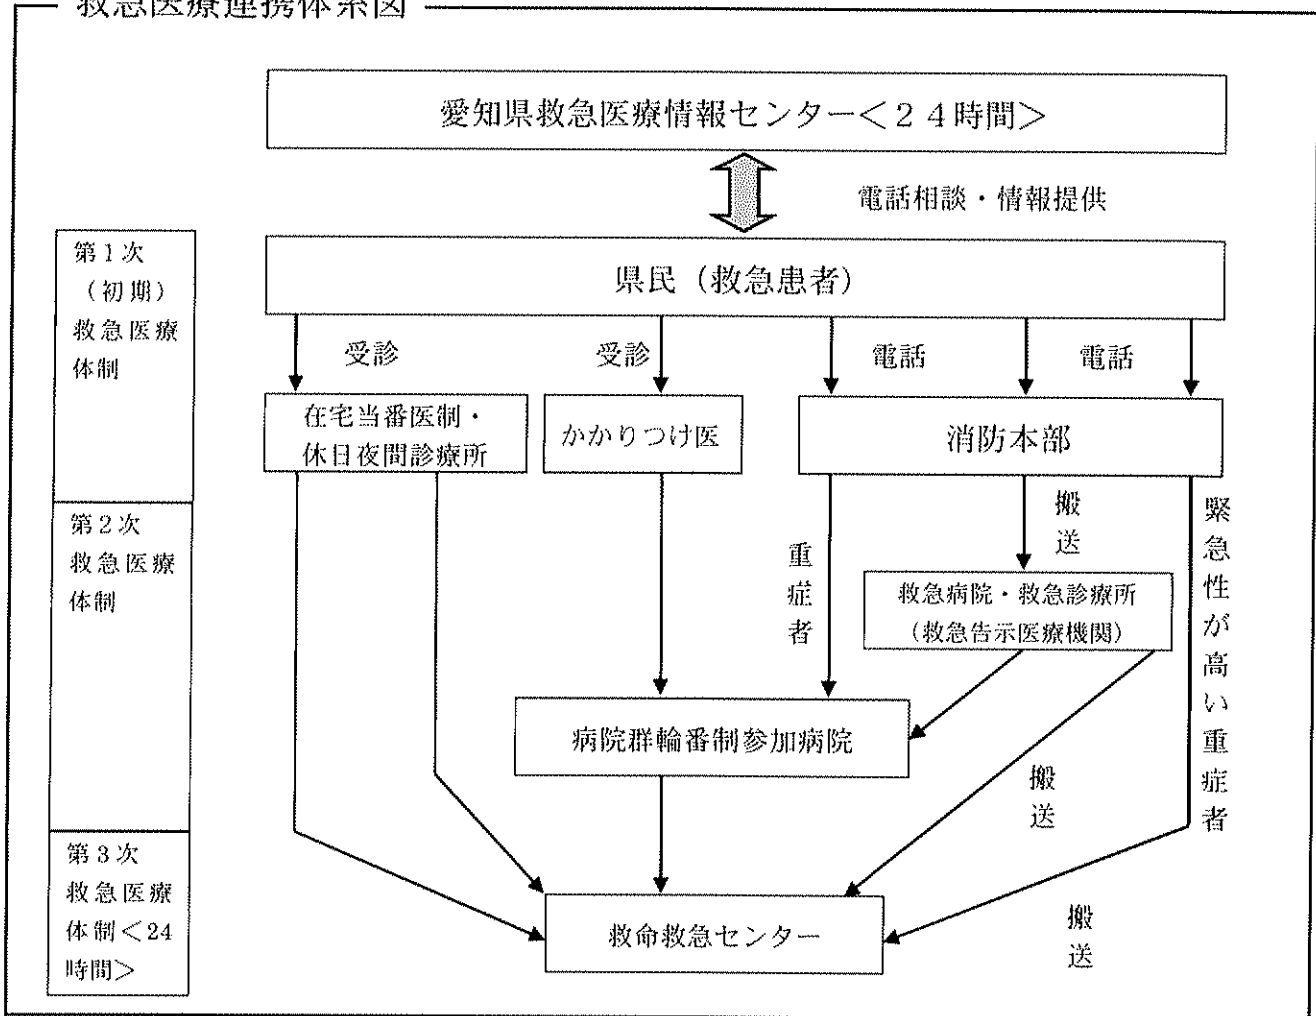 救急医療連携体系図
愛知県救急医療情報センター＜２４時間＞
電話相談・情報提供
県民（救急患者）
第１次
（初期）
救急医療
体制
受診
受診
電話
電話
在宅当番医制・
休日夜間診療所
かかりつけ医
消防本部
第２次
救急医療
体制
重症者
搬送
緊急性が高い重症者
救急病院・救急診療所
（救急告示医療機関）
病院群輪番制参加病院
搬送
第３次
救急医療
体制＜24
時間＞
救命救急センター
搬送